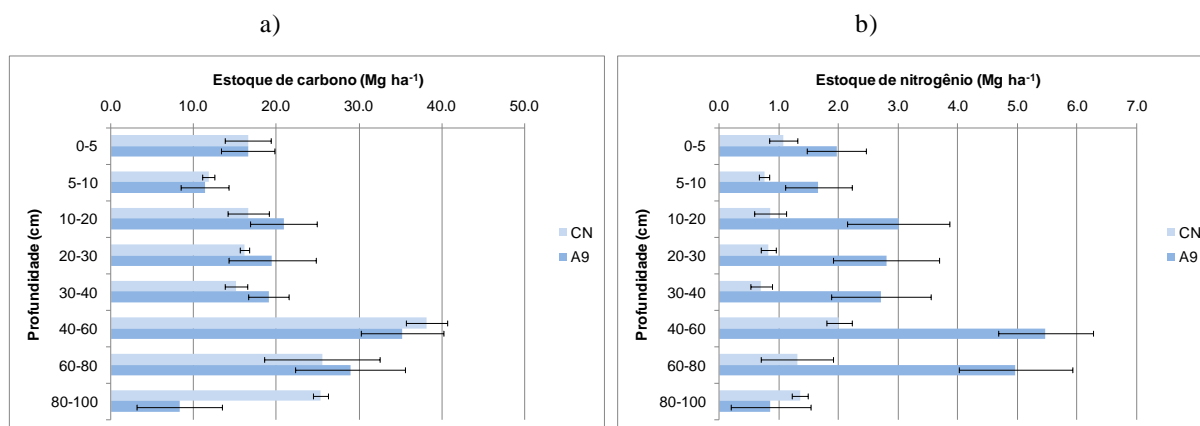 a)
b)
Estoque de carbono (Mg ha⁻¹)
0.0 10.0 20.0 30.0 40.0 50.0
Profundidade (cm)
0-5
5-10
10-20
20-30
30-40
40-60
60-80
80-100
CN
A9
Estoque de nitrogênio (Mg ha⁻¹)
0.0 1.0 2.0 3.0 4.0 5.0 6.0 7.0
Profundidade (cm)
0-5
5-10
10-20
20-30
30-40
40-60
60-80
80-100
CN
A9